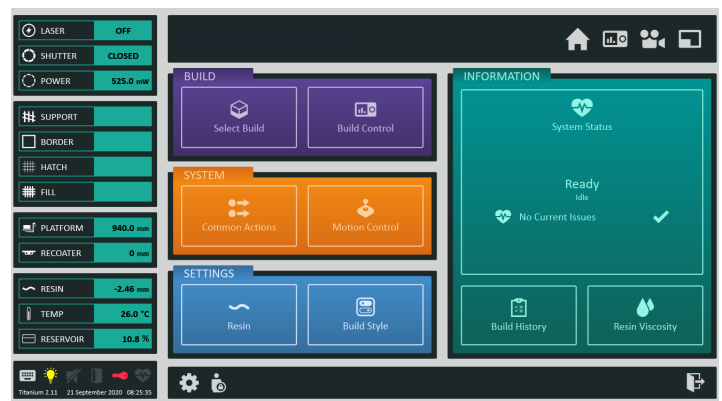 LASER OFF
SHUTTER CLOSED
POWER 525.0 mW
SUPPORT
BORDER
HATCH
FILL
PLATFORM 940.0 mm
RECOATER 0 mm
RESIN -2.46 mm
TEMP 26.0 °C
RESERVOIR 10.8 %
Titanium 2.11 21 September 2020 08:25:35
BUILD
Select Build
Build Control
SYSTEM
Common Actions
Motion Control
SETTINGS
Resin
Build Style
INFORMATION
System Status
Ready
Idle
No Current Issues
Build History
Resin Viscosity